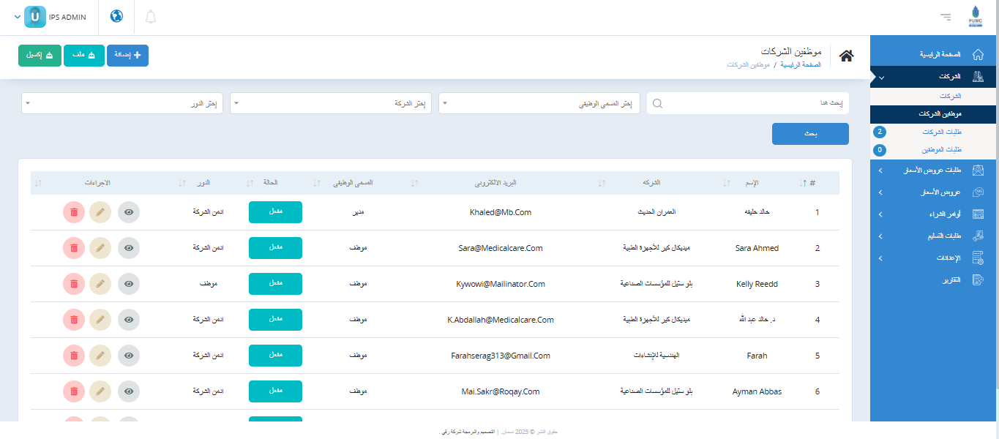 IPS ADMIN
PUMC
موظفين الشركات
الصفحة الرئيسية / موظفين الشركات
إضافة
ملف
إكسيل
الصفحة الرئيسية
الشركات
الشركات
موظفين الشركات
طلبات الشركات 2
طلبات الموظفين 0
طلبات عروض الأسعار
عروض الأسعار
أوامر الشراء
طلبات التسليم
الإعدادات
التقارير
إبحث هنا
إختر المسمى الوظيفى
إختر الشركة
إختر الدور
بحث
# الإسم الشركه البريد الالكترونى المسمى الوظيفى الحالة الدور الاجراءات
1 خالد خليفه العمران الحديث Khaled@Mb.Com مدير مفعل ادمن الشركة
2 Sara Ahmed ميديكال كير للأجهزة الطبية Sara@Medicalcare.Com موظف مفعل ادمن الشركة
3 Kelly Reedd بلو ستيل للمؤسسات الصناعية Kywowi@Mailinator.Com موظف مفعل موظف
4 د. خالد عبد الله ميديكال كير للأجهزة الطبية K.Abdallah@Medicalcare.Com موظف مفعل ادمن الشركة
5 Farah الهندسية للإنشاءات Farahserag313@Gmail.Com موظف مفعل ادمن الشركة
6 Ayman Abbas بلو ستيل للمؤسسات الصناعية Mai.Sakr@Roqay.Com موظف مفعل ادمن الشركة
حقوق النشر © 2025 | التصميم والبرمجة شركة رقي .